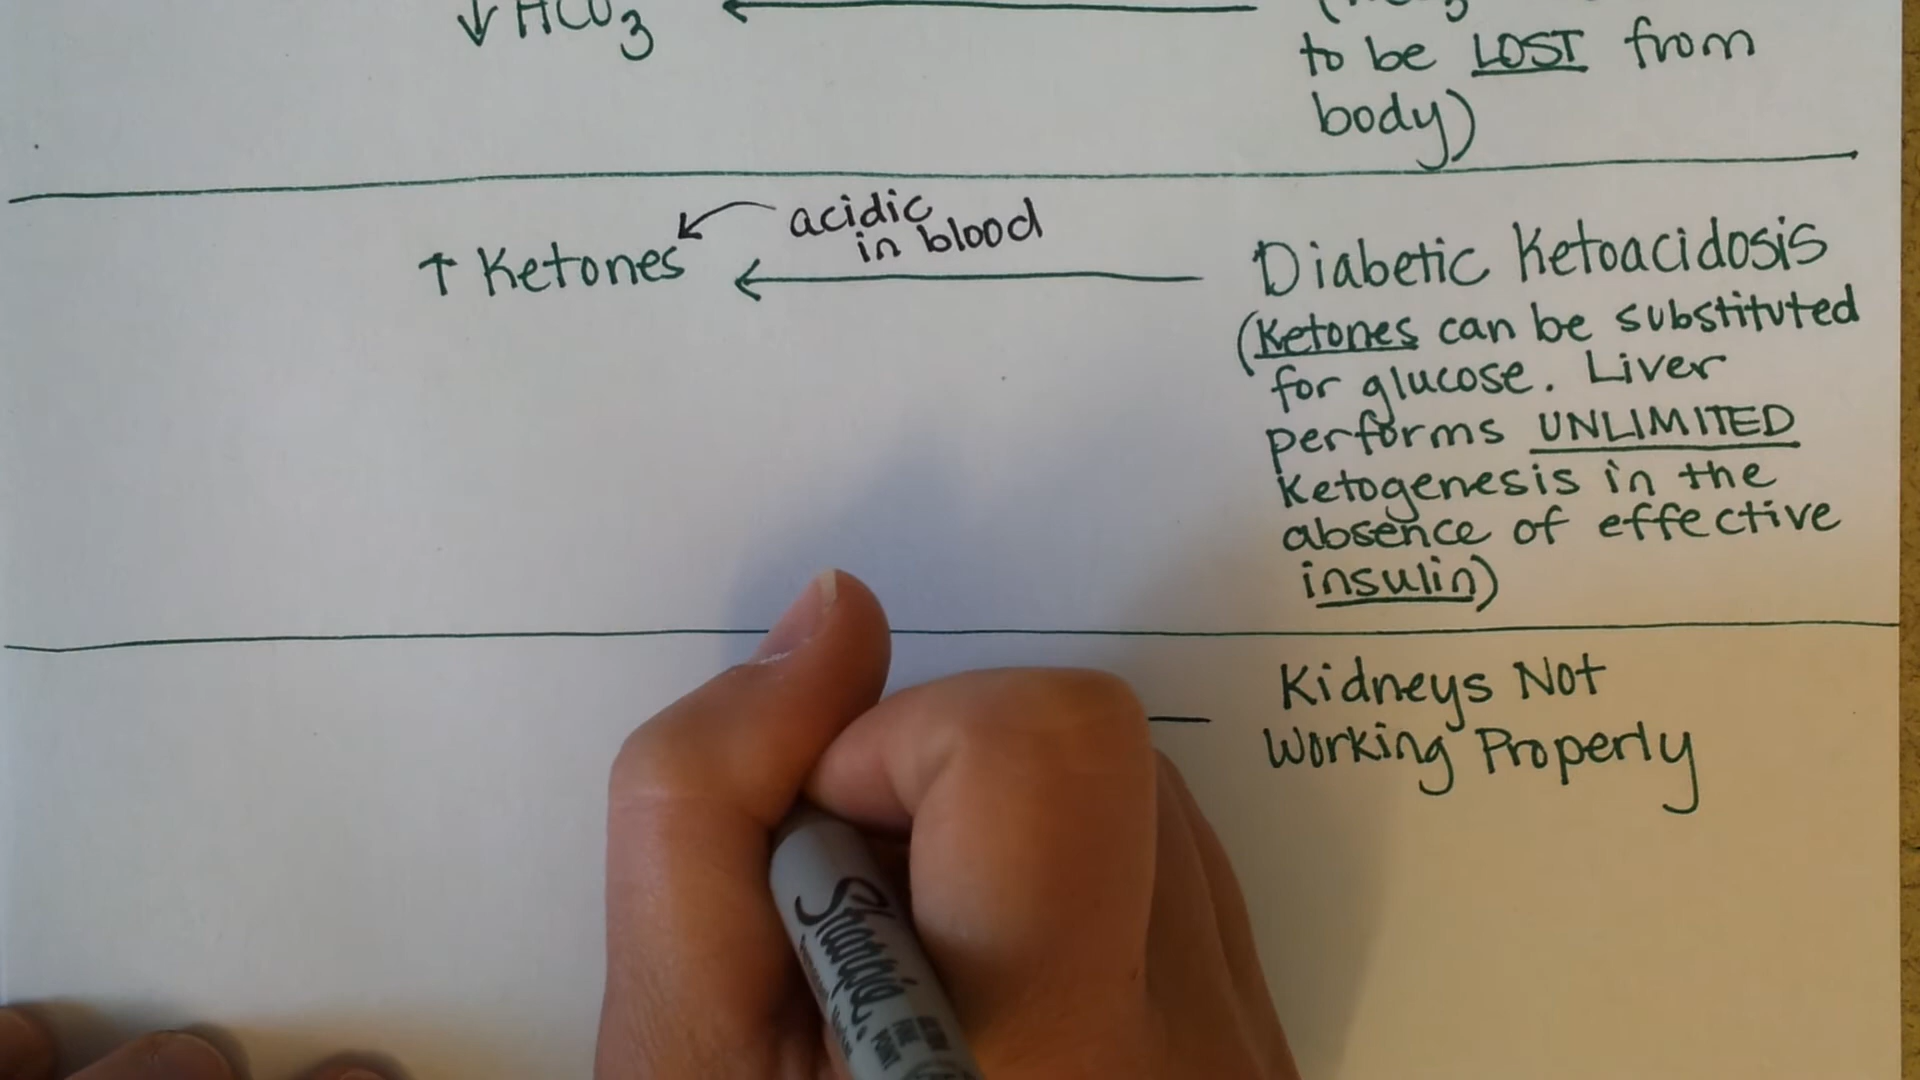 ↓ HCO3
to be LOST from
body)
acidic
in blood
↑ Ketones
Diabetic Ketoacidosis
(Ketones can be substituted
for glucose. Liver
performs UNLIMITED
Ketogenesis in the
absence of effective
insulin)
Kidneys Not
Working Properly
Sharpie